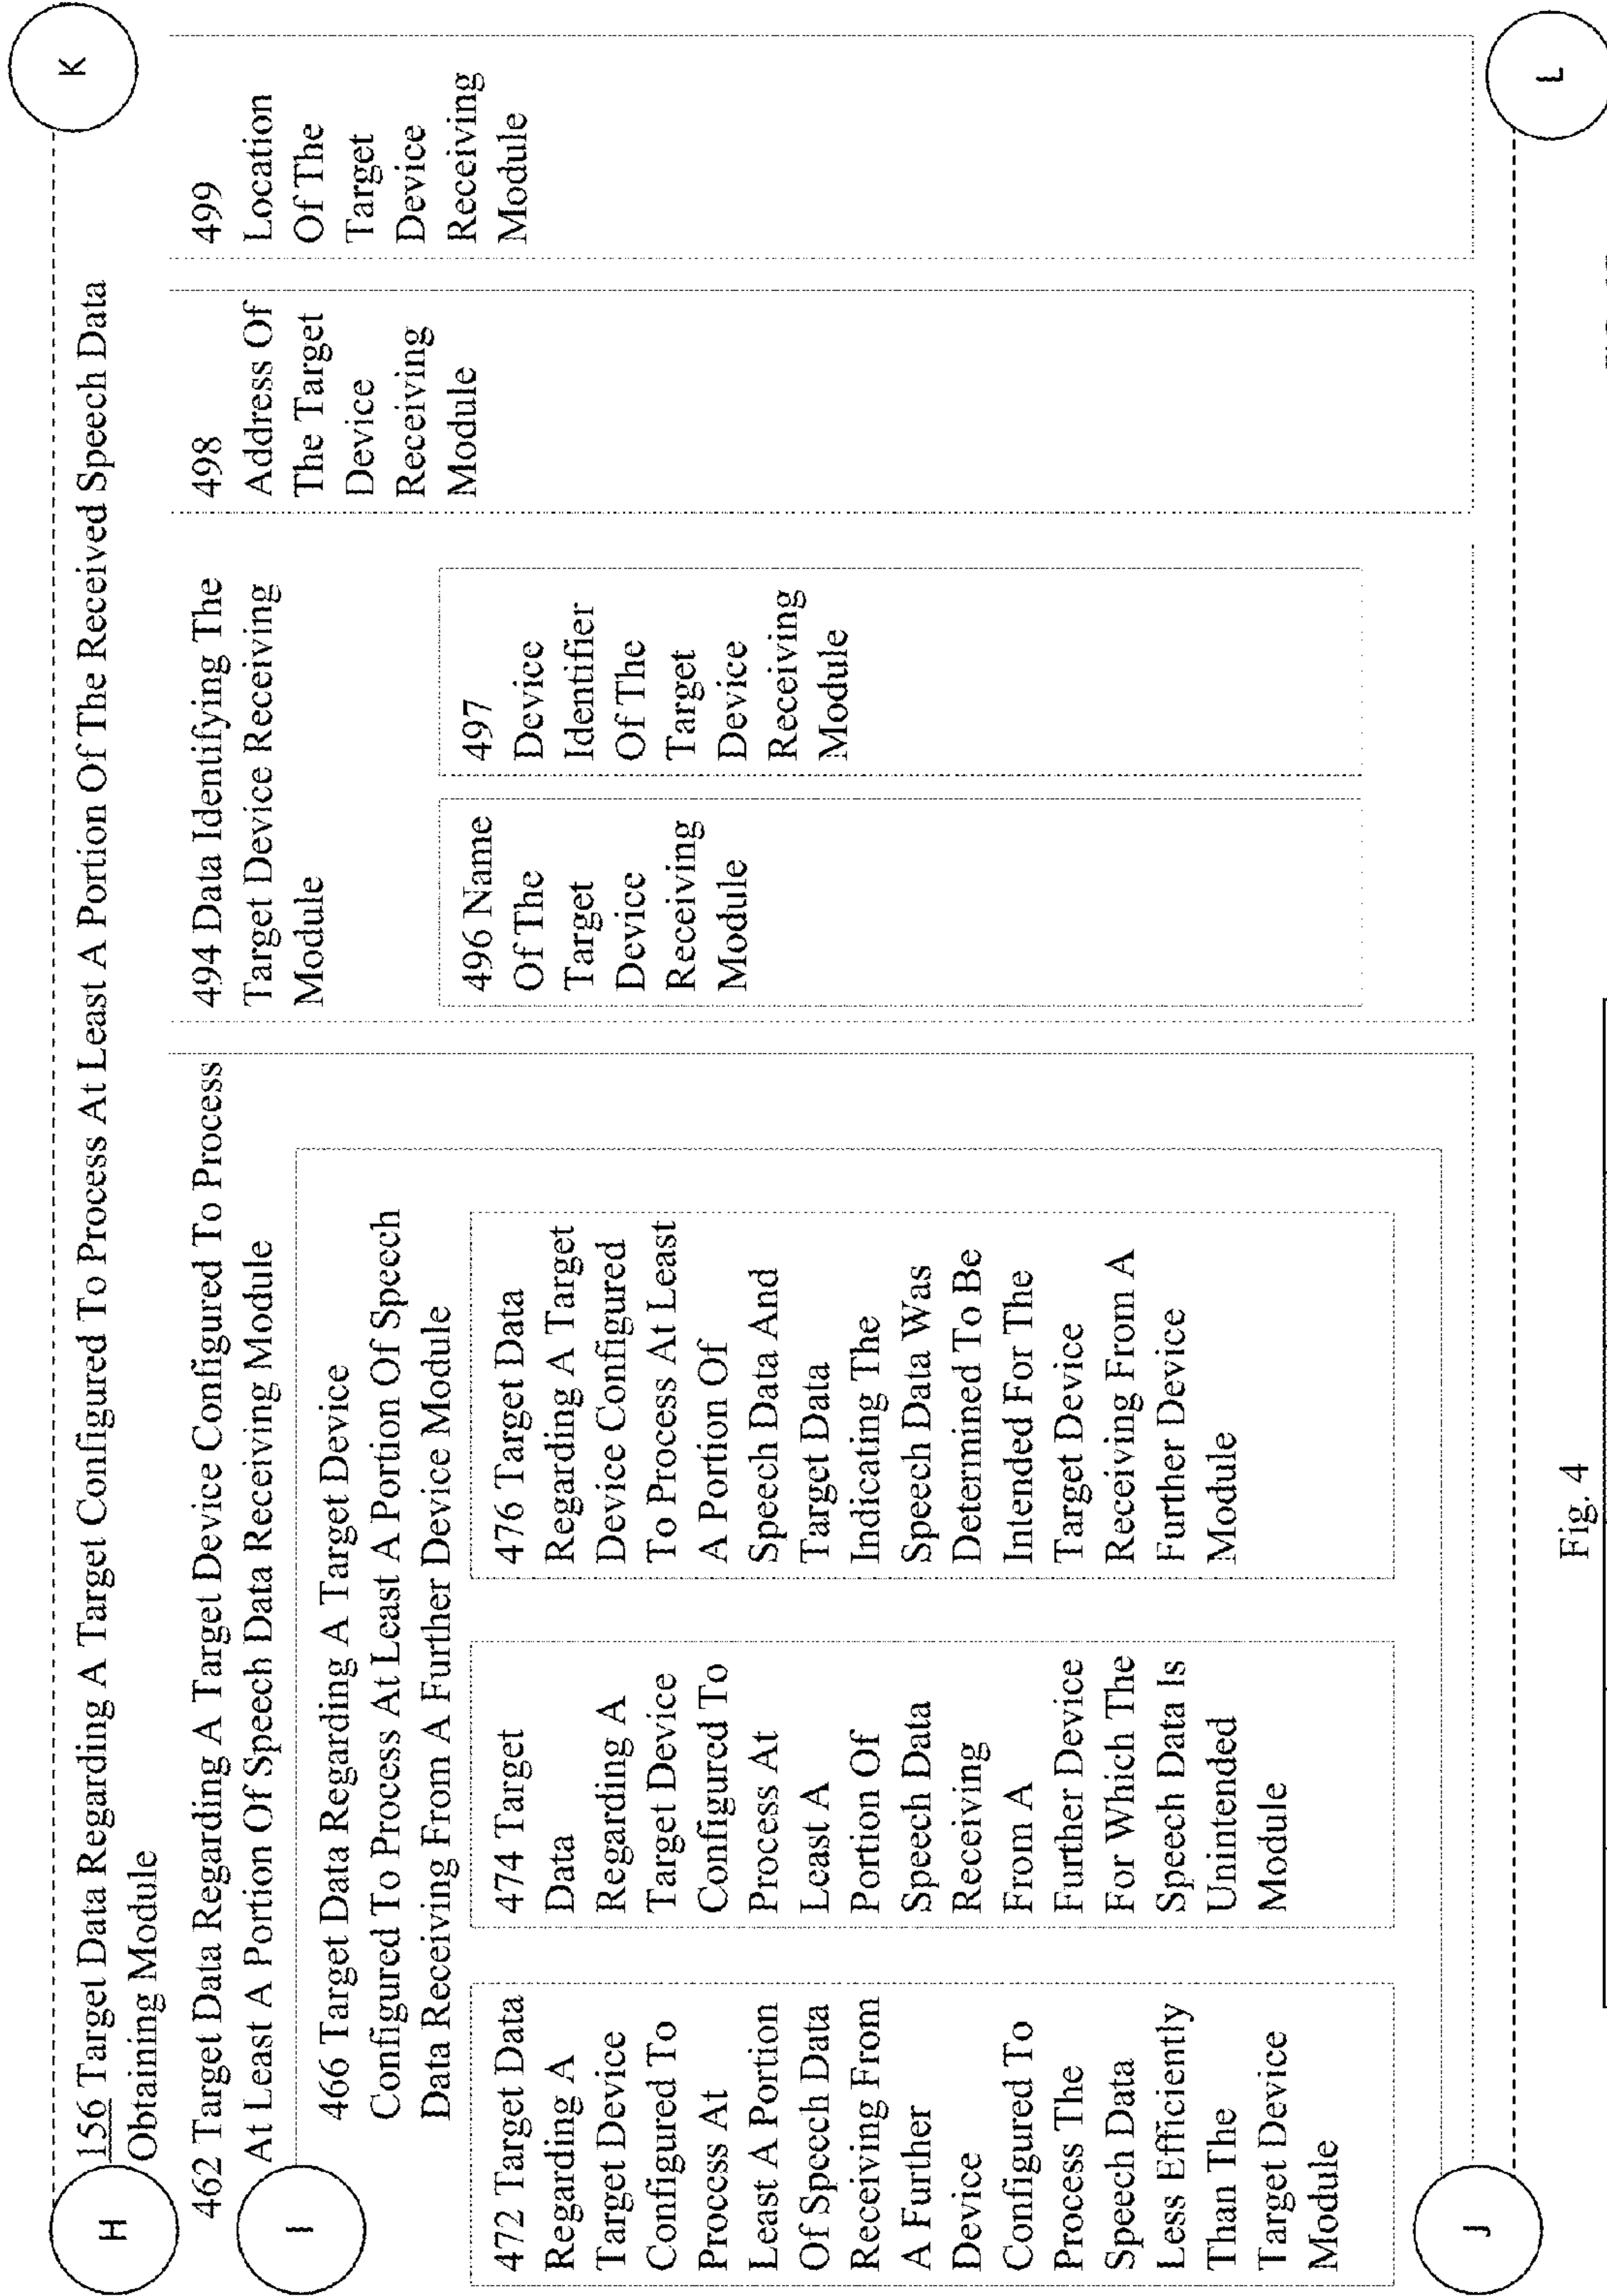 H
K
156 Target Data Regarding A Target Configured To Process At Least A Portion Of The Received Speech Data
Obtaining Module
I
462 Target Data Regarding A Target Device Configured To Process
At Least A Portion Of Speech Data Receiving Module
466 Target Data Regarding A Target Device
Configured To Process At Least A Portion Of Speech
Data Receiving From A Further Device Module
472 Target Data
Regarding A
Target Device
Configured To
Process At
Least A Portion
Of Speech Data
Receiving From
A Further
Device
Configured To
Process The
Speech Data
Less Efficiently
Than The
Target Device
Module
474 Target
Data
Regarding A
Target Device
Configured To
Process At
Least A
Portion Of
Speech Data
Receiving
From A
Further Device
For Which The
Speech Data Is
Unintended
Module
476 Target Data
Regarding A Target
Device Configured
To Process At Least
A Portion Of
Speech Data And
Target Data
Indicating The
Speech Data Was
Determined To Be
Intended For The
Target Device
Receiving From A
Further Device
Module
494 Data Identifying The
Target Device Receiving
Module
496 Name
Of The
Target
Device
Receiving
Module
497
Device
Identifier
Of The
Target
Device
Receiving
Module
498
Address Of
The Target
Device
Receiving
Module
499
Location
Of The
Target
Device
Receiving
Module
J
L
Fig. 4